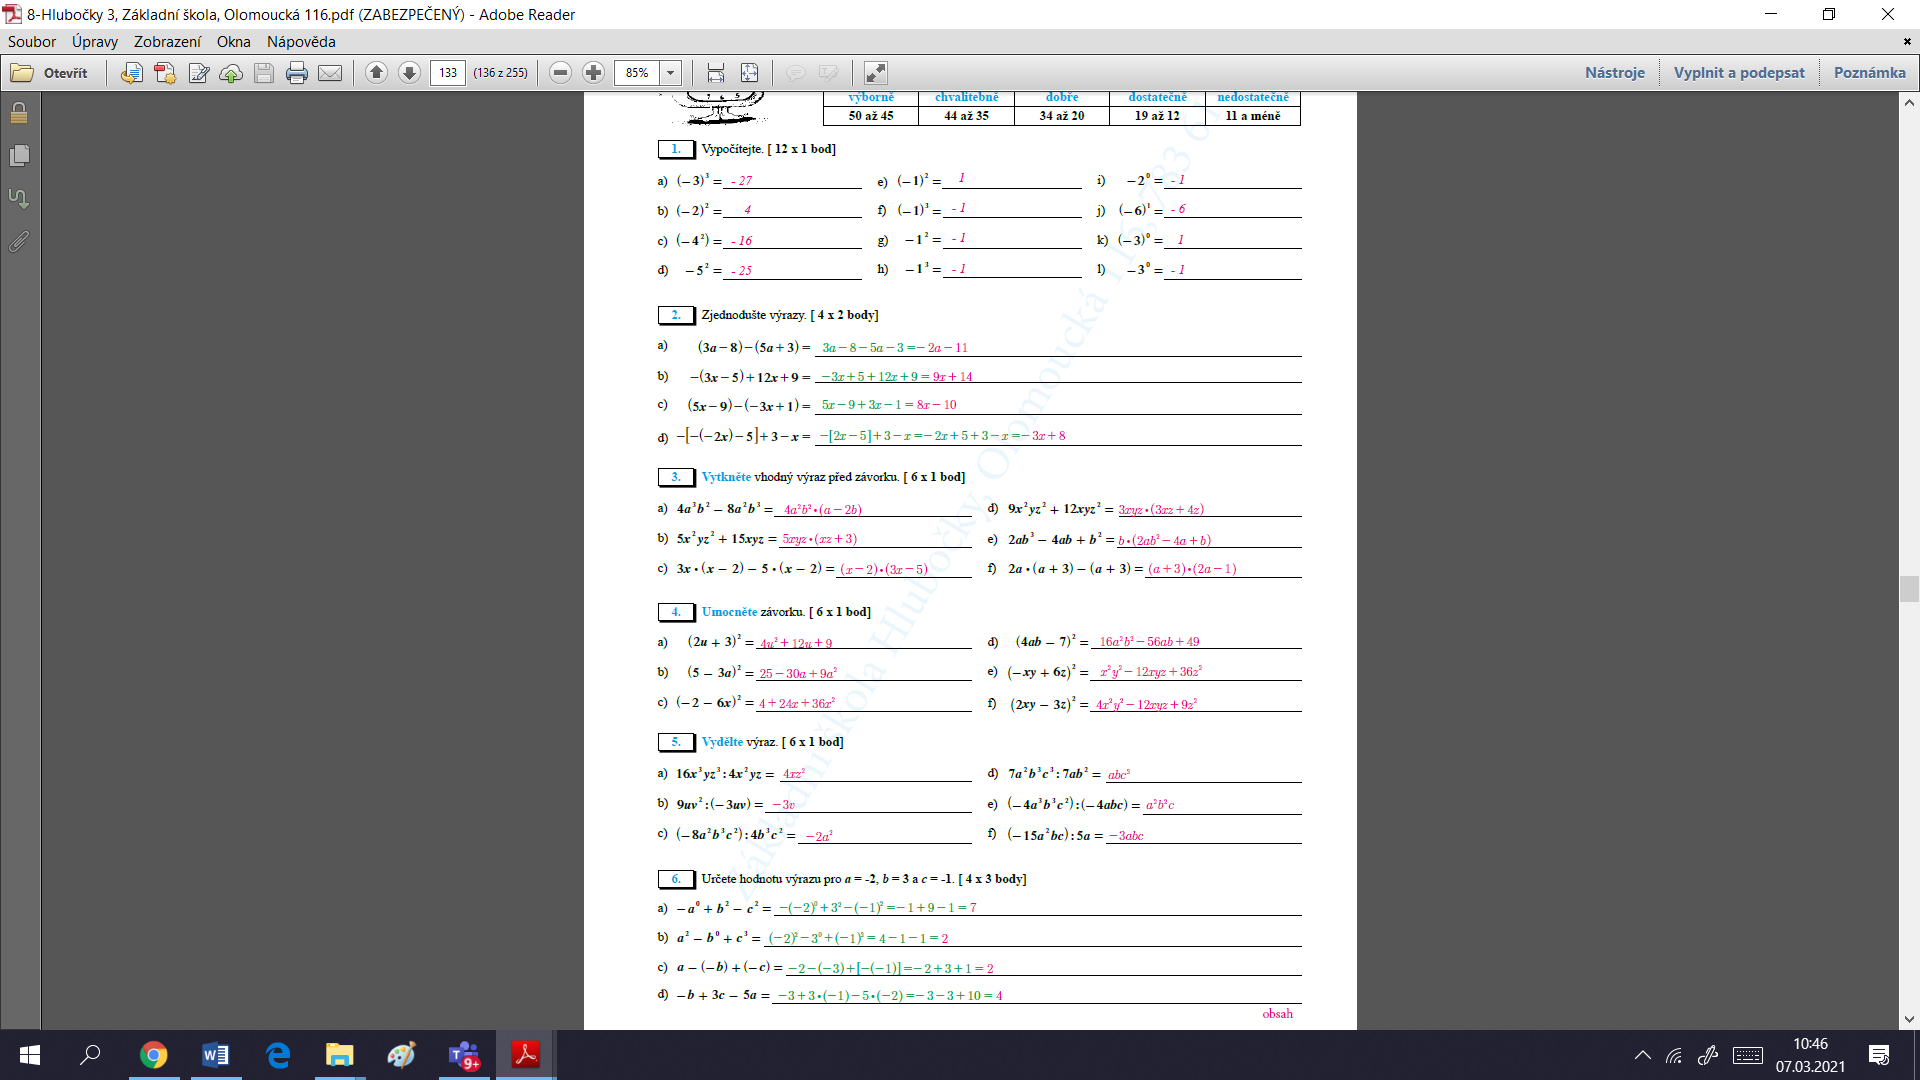 8-Hlubočky 3, Základní škola, Olomoucká 116.pdf (ZABEZPEČENÝ) - Adobe Reader
Soubor Úpravy Zobrazení Okna Nápověda
Otevřít 133 (136 z 255) 85% Nástroje Vyplnit a podepsat Poznámka
výborně chvalitebně dobře dostatečně nedostatečně
50 až 45 44 až 35 34 až 20 19 až 12 11 a méně
1. Vypočítejte. [ 12 x 1 bod]
a) (−3)³ = - 27 e) (−1)² = 1 i) −2⁰ = - 1
b) (−2)² = 4 f) (−1)³ = - 1 j) (−6)¹ = - 6
c) (−4²) = - 16 g) −1² = - 1 k) (−3)⁰ = 1
d) −5² = - 25 h) −1³ = - 1 l) −3⁰ = - 1
2. Zjednodušte výrazy. [ 4 x 2 body]
a) (3a−8)−(5a+3) = 3a−8−5a−3=−2a−11
b) −(3x−5)+12x+9 = −3x+5+12x+9=9x+14
c) (5x−9)−(−3x+1) = 5x−9+3x−1=8x−10
d) −[−(−2x)−5]+3−x = −[2x−5]+3−x=−2x+5+3−x=−3x+8
3. Vytkněte vhodný výraz před závorku. [ 6 x 1 bod]
a) 4a³b² − 8a²b³ = 4a²b²•(a−2b) d) 9x²yz² + 12xyz² = 3xyz•(3xz+4z)
b) 5x²yz² + 15xyz = 5xyz•(xz+3) e) 2ab³ − 4ab + b² = b•(2ab²−4a+b)
c) 3x•(x − 2) − 5•(x − 2) = (x−2)•(3x−5) f) 2a•(a + 3) − (a + 3) = (a+3)•(2a−1)
4. Umocněte závorku. [ 6 x 1 bod]
a) (2u + 3)² = 4u²+12u+9 d) (4ab − 7)² = 16a²b²−56ab+49
b) (5 − 3a)² = 25−30a+9a² e) (−xy + 6z)² = x²y²−12xyz+36z²
c) (−2 − 6x)² = 4+24x+36x² f) (2xy − 3z)² = 4x²y²−12xyz+9z²
5. Vydělte výraz. [ 6 x 1 bod]
a) 16x³yz³:4x²yz = 4xz² d) 7a²b³c³:7ab² = abc³
b) 9uv²:(−3uv) = −3v e) (−4a³b³c²):(−4abc) = a²b²c
c) (−8a²b³c²):4b³c² = −2a² f) (−15a²bc):5a = −3abc
6. Určete hodnotu výrazu pro a = -2, b = 3 a c = -1. [ 4 x 3 body]
a) −a⁰ + b² − c² = −(−2)⁰+3²−(−1)²=−1+9−1=7
b) a² − b⁰ + c³ = (−2)²−3⁰+(−1)³=4−1−1=2
c) a − (−b) + (−c) = −2−(−3)+[−(−1)]=−2+3+1=2
d) −b + 3c − 5a = −3+3•(−1)−5•(−2)=−3−3+10=4
obsah
Základní škola Hlubočky, Olomoucká 116, 783 61
9+
10:46
07.03.2021